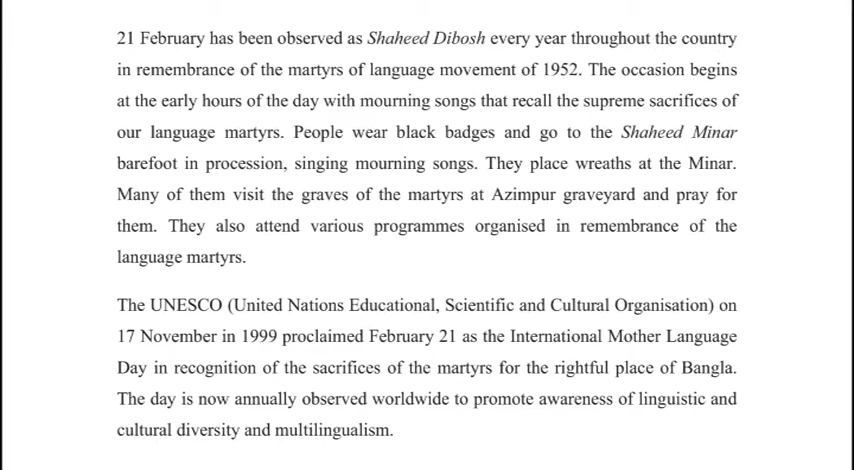 21 February has been observed as Shaheed Dibosh every year throughout the country
in remembrance of the martyrs of language movement of 1952. The occasion begins
at the early hours of the day with mourning songs that recall the supreme sacrifices of
our language martyrs. People wear black badges and go to the Shaheed Minar
barefoot in procession, singing mourning songs. They place wreaths at the Minar.
Many of them visit the graves of the martyrs at Azimpur graveyard and pray for
them. They also attend various programmes organised in remembrance of the
language martyrs.
The UNESCO (United Nations Educational, Scientific and Cultural Organisation) on
17 November in 1999 proclaimed February 21 as the International Mother Language
Day in recognition of the sacrifices of the martyrs for the rightful place of Bangla.
The day is now annually observed worldwide to promote awareness of linguistic and
cultural diversity and multilingualism.